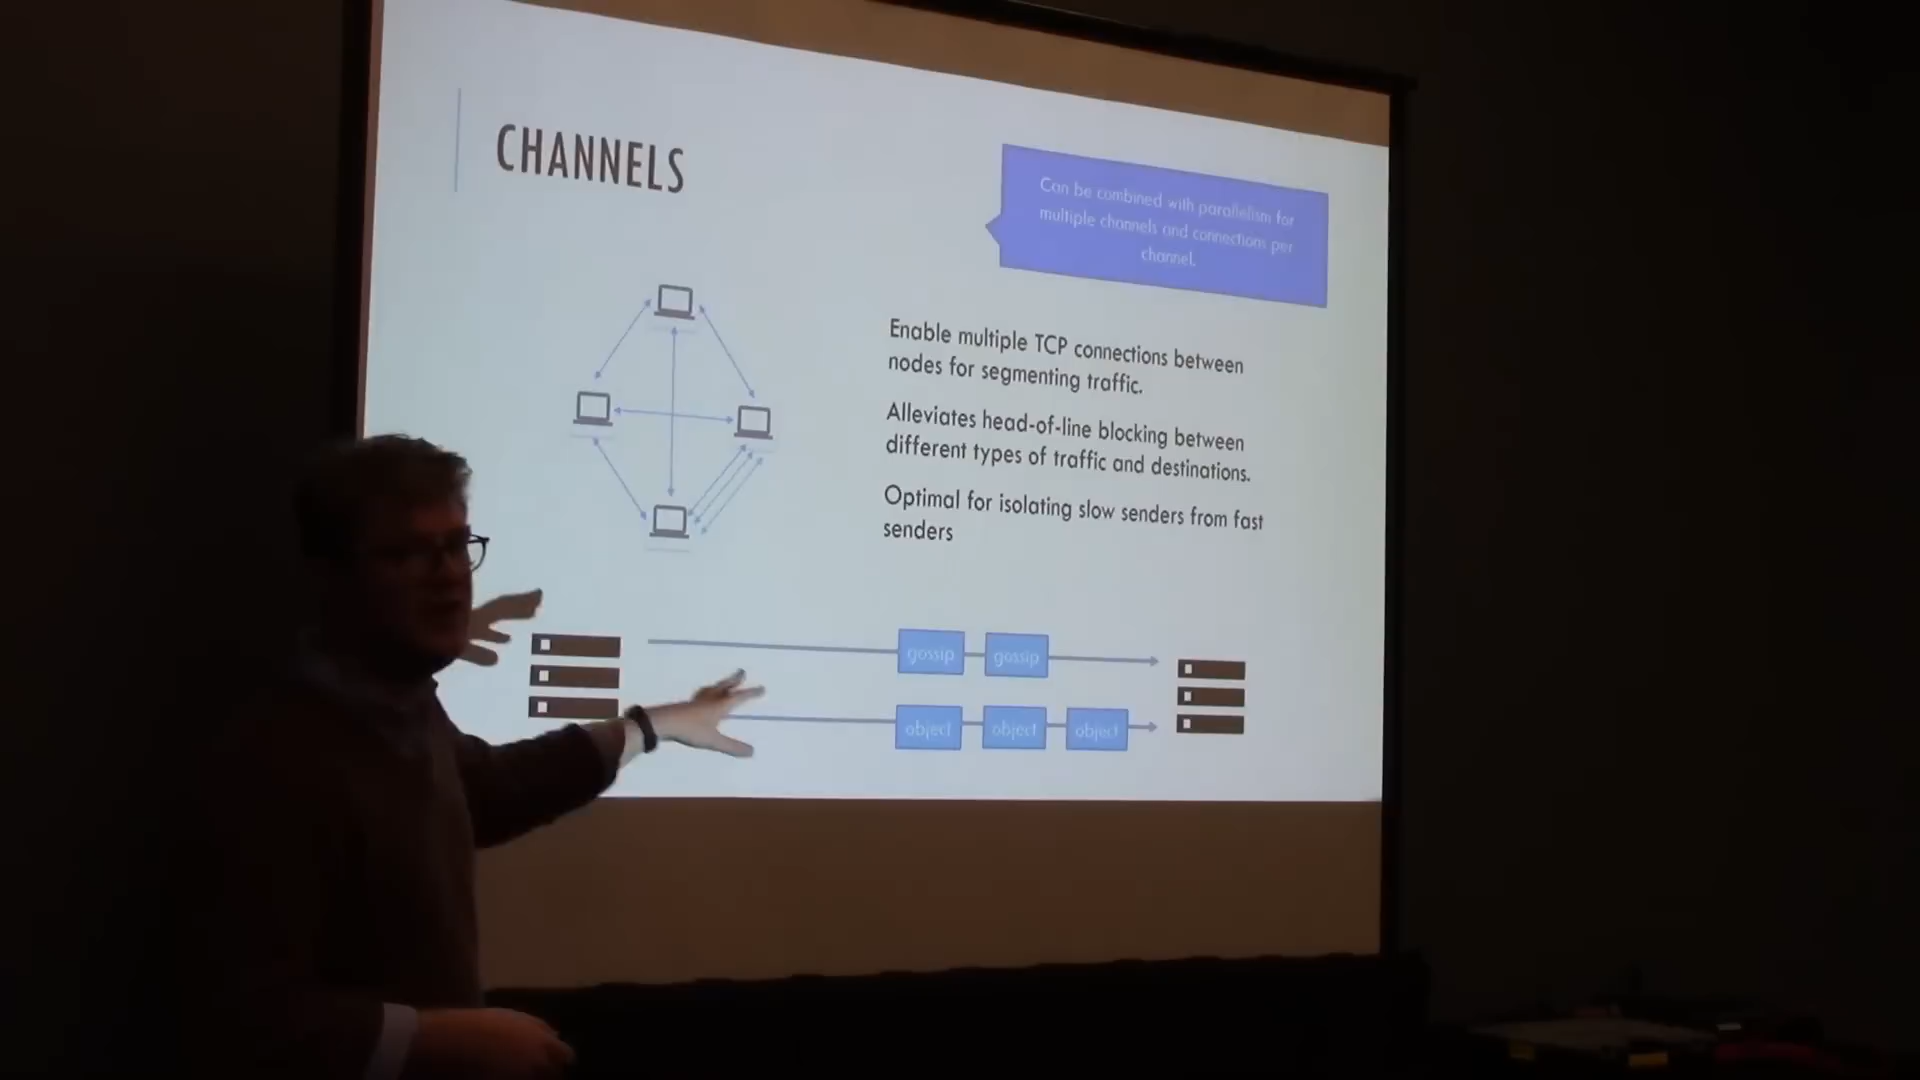 CHANNELS
Can be combined with parallelism for
multiple channels and connections per
channel.
Enable multiple TCP connections between
nodes for segmenting traffic.
Alleviates head-of-line blocking between
different types of traffic and destinations.
Optimal for isolating slow senders from fast
senders
gossip gossip
object object object